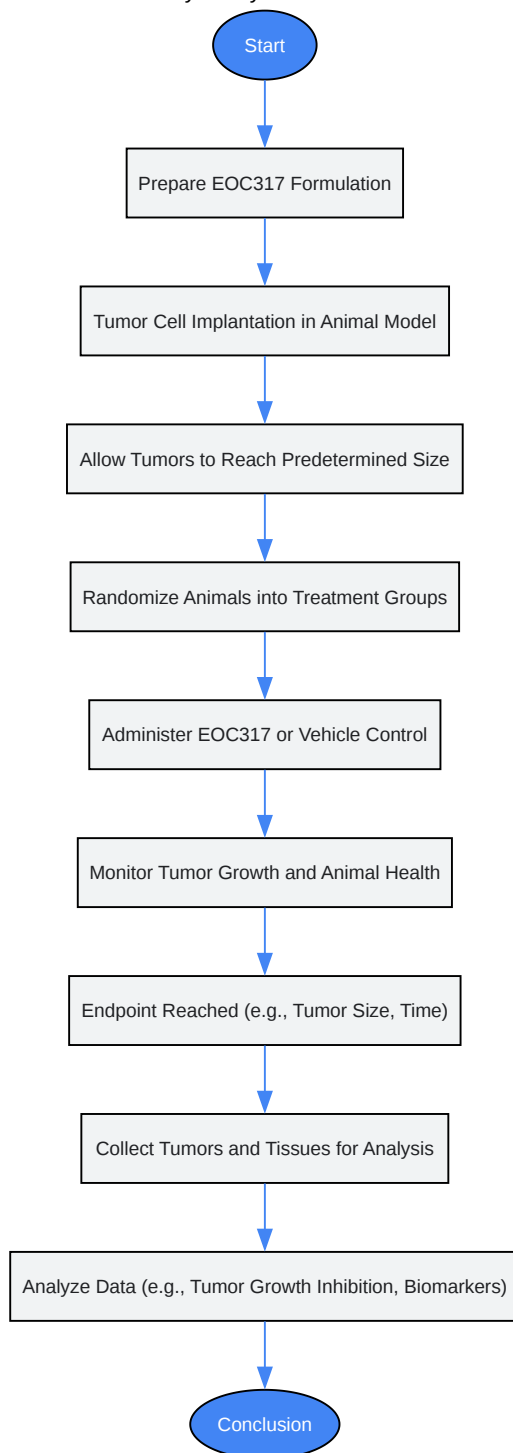 Start
Prepare EOC317 Formulation
Tumor Cell Implantation in Animal Model
Allow Tumors to Reach Predetermined Size
Randomize Animals into Treatment Groups
Administer EOC317 or Vehicle Control
Monitor Tumor Growth and Animal Health
Endpoint Reached (e.g., Tumor Size, Time)
Collect Tumors and Tissues for Analysis
Analyze Data (e.g., Tumor Growth Inhibition, Biomarkers)
Conclusion